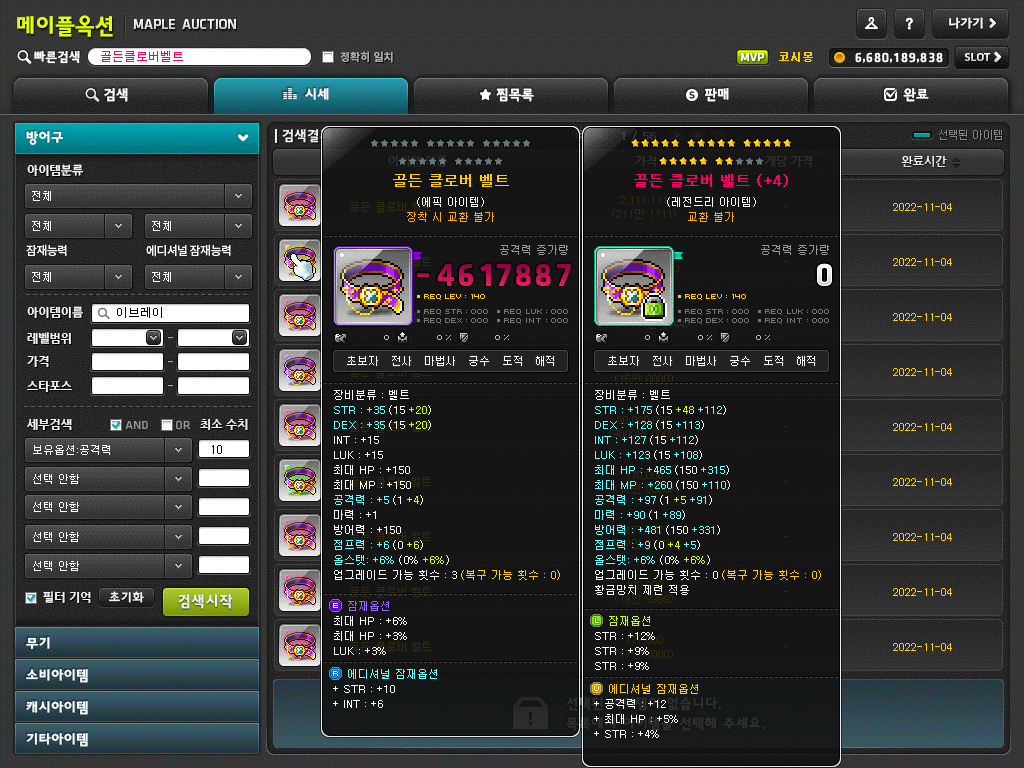 메이플옥션 MAPLE AUCTION
? 나가기
빠른검색 골든클로버벨트 정확히 일치
MVP 코시몽 6,680,189,838 SLOT
검색 시세 찜목록 판매 완료
방어구
아이템분류
전체
전체 전체
잠재능력 에디셔널 잠재능력
전체 전체
아이템이름 이브레이
레벨범위 -
가격 -
스타포스 -
세부검색 AND OR 최소 수치
보유옵션:공격력 10
선택 안함
선택 안함
선택 안함
선택 안함
필터 기억 초기화 검색시작
무기
소비아이템
캐시아이템
기타아이템
검색결
골든 클로버 벨트
(에픽 아이템)
장착 시 교환 불가
공격력 증가량
-4617887
REQ LEV : 140
REQ STR : 000 REQ LUK : 000
REQ DEX : 000 REQ INT : 000
0 0% 0%
초보자 전사 마법사 궁수 도적 해적
장비분류 : 벨트
STR : +35 (15 +20)
DEX : +35 (15 +20)
INT : +15
LUK : +15
최대 HP : +150
최대 MP : +150
공격력 : +5 (1 +4)
마력 : +1
방어력 : +150
점프력 : +6 (0 +6)
올스탯: +6% (0% +6%)
업그레이드 가능 횟수 : 3 (복구 가능 횟수 : 0)
E 잠재옵션
최대 HP : +6%
최대 HP : +3%
LUK : +3%
R 에디셔널 잠재옵션
+ STR : +10
+ INT : +6
1 / 56
골든 클로버 벨트 (+4)
(레전드리 아이템)
교환 불가
공격력 증가량
0
REQ LEV : 140
REQ STR : 000 REQ LUK : 000
REQ DEX : 000 REQ INT : 000
0 0% 0%
초보자 전사 마법사 궁수 도적 해적
장비분류 : 벨트
STR : +175 (15 +48 +112)
DEX : +128 (15 +113)
INT : +127 (15 +112)
LUK : +123 (15 +108)
최대 HP : +465 (150 +315)
최대 MP : +260 (150 +110)
공격력 : +97 (1 +5 +91)
마력 : +90 (1 +89)
방어력 : +481 (150 +331)
점프력 : +9 (0 +4 +5)
올스탯: +6% (0% +6%)
업그레이드 가능 횟수 : 0 (복구 가능 횟수 : 0)
황금망치 제련 적용
L 잠재옵션
STR : +12%
STR : +9%
STR : +9%
U 에디셔널 잠재옵션
+ 공격력 : +12
+ 최대 HP : +5%
+ STR : +4%
선택된 아이템
가격 개당 가격 완료시간
2022-11-04
2022-11-04
2022-11-04
2022-11-04
2022-11-04
2022-11-04
2022-11-04
2022-11-04
2022-11-04
없습니다.
선택해 주세요.